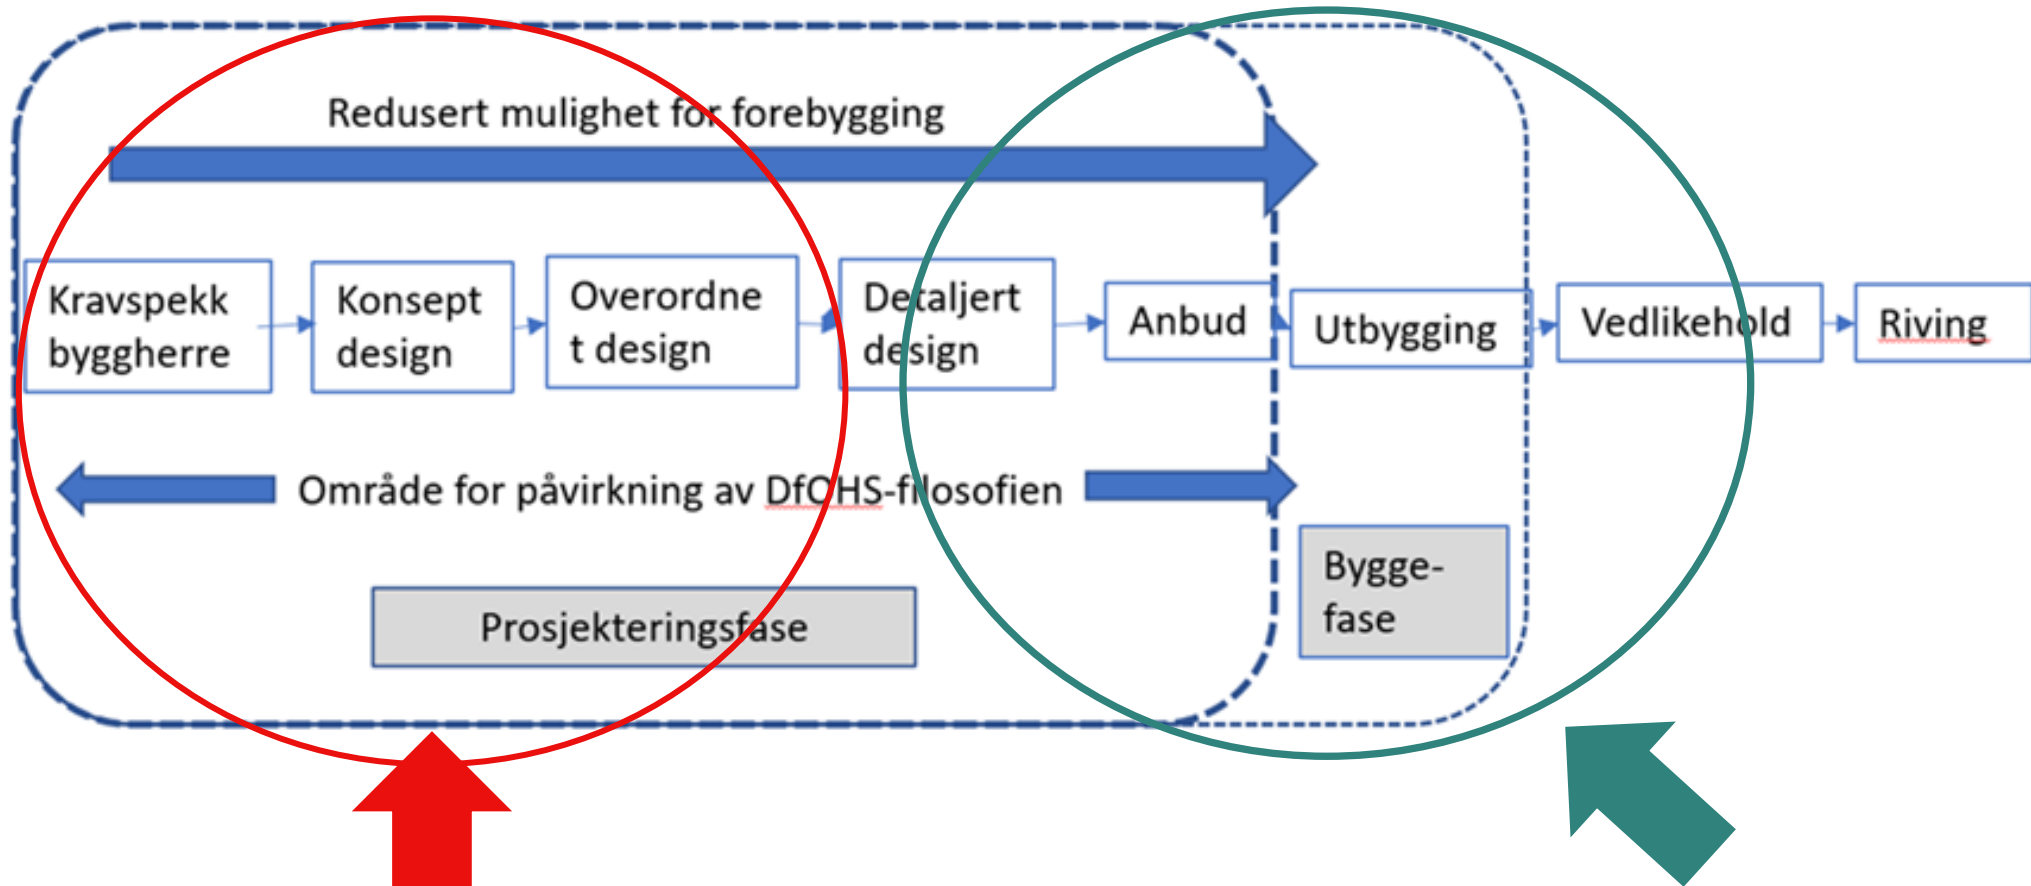 Redusert mulighet for forebygging
Kravspekk
byggherre
Konsept
design
Overordne
t design
Detaljert
design
Anbud
Utbygging
Vedlikehold
Riving
Område for påvirkning av DfOHS-filosofien
Bygge-
fase
Prosjekteringsfase